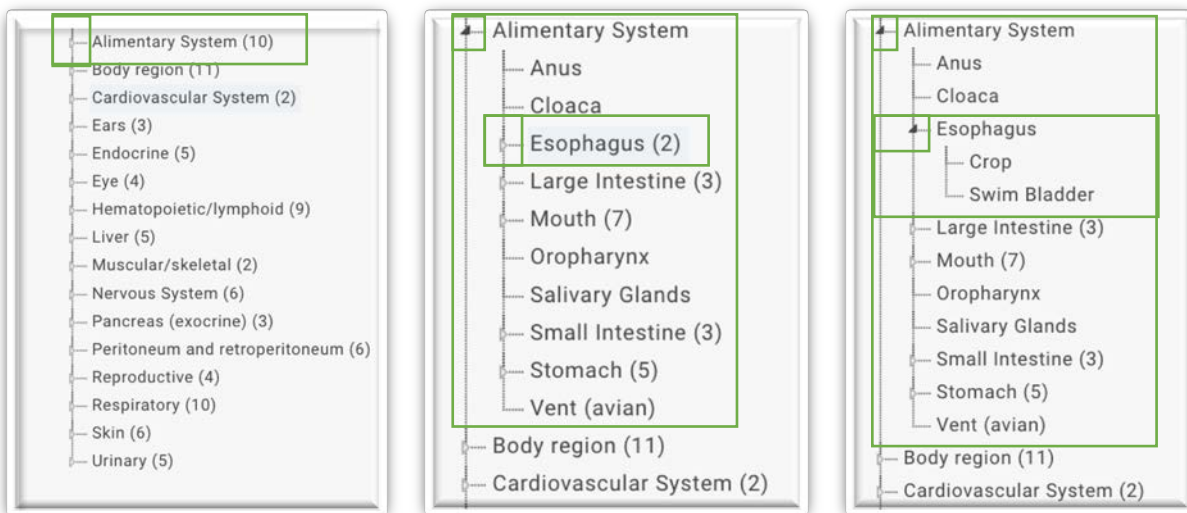 Alimentary System (10)
Body region (11)
Cardiovascular System (2)
Ears (3)
Endocrine (5)
Eye (4)
Hematopoietic/lymphoid (9)
Liver (5)
Muscular/skeletal (2)
Nervous System (6)
Pancreas (exocrine) (3)
Peritoneum and retroperitoneum (6)
Reproductive (4)
Respiratory (10)
Skin (6)
Urinary (5)
Alimentary System
Anus
Cloaca
Esophagus (2)
Large Intestine (3)
Mouth (7)
Oropharynx
Salivary Glands
Small Intestine (3)
Stomach (5)
Vent (avian)
Body region (11)
Cardiovascular System (2)
Alimentary System
Anus
Cloaca
Esophagus
Crop
Swim Bladder
Large Intestine (3)
Mouth (7)
Oropharynx
Salivary Glands
Small Intestine (3)
Stomach (5)
Vent (avian)
Body region (11)
Cardiovascular System (2)